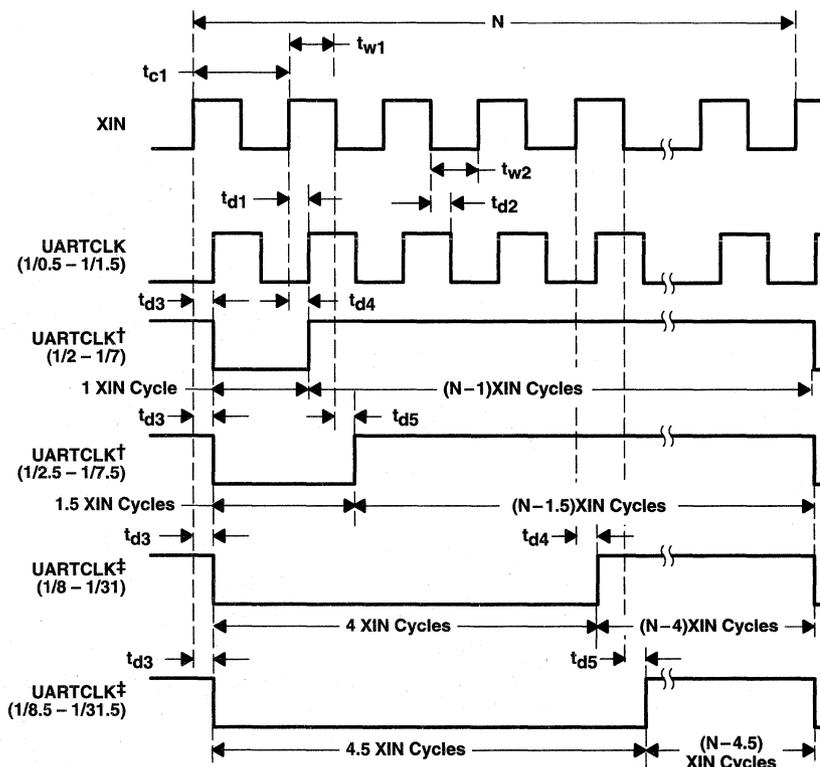 N
tw1
tc1
XIN
tw2
td1
td2
UARTCLK
(1/0.5 – 1/1.5)
td3
td4
UARTCLK†
(1/2 – 1/7)
1 XIN Cycle
(N–1)XIN Cycles
td3
td5
UARTCLK†
(1/2.5 – 1/7.5)
1.5 XIN Cycles
(N–1.5)XIN Cycles
td3
td4
UARTCLK‡
(1/8 – 1/31)
4 XIN Cycles
(N–4)XIN Cycles
td3
td5
UARTCLK‡
(1/8.5 – 1/31.5)
4.5 XIN Cycles
(N–4.5)
XIN Cycles